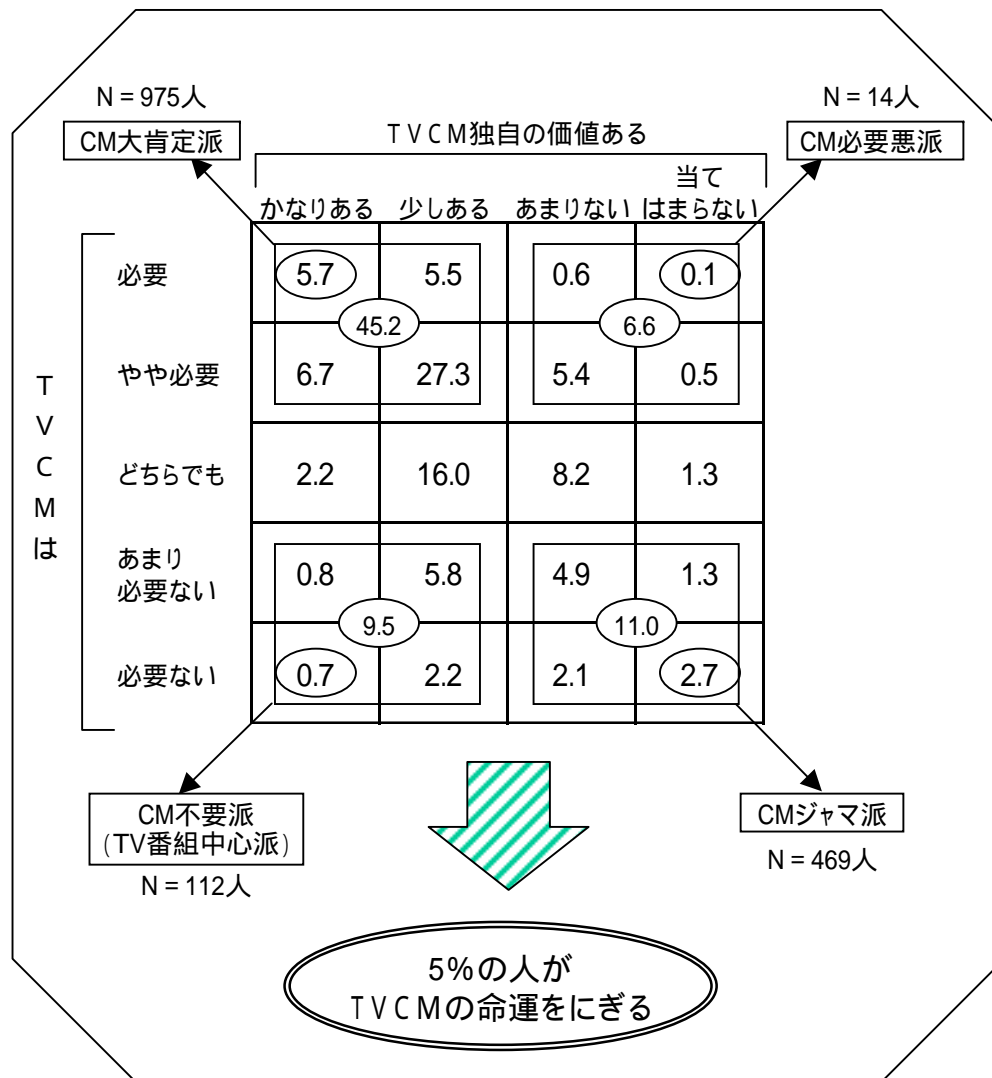 N = 975人
N = 14人
CM大肯定派
TVCM独自の価値ある
CM必要悪派
かなりある 少しある あまりない 当て
はまらない
TVCMは
必要 5.7 5.5 0.6 0.1
45.2 6.6
やや必要 6.7 27.3 5.4 0.5
どちらでも 2.2 16.0 8.2 1.3
あまり
必要ない 0.8 5.8 4.9 1.3
9.5 11.0
必要ない 0.7 2.2 2.1 2.7
CM不要派
(TV番組中心派)
N = 112人
CMジャマ派
N = 469人
5%の人が
TVCMの命運をにぎる